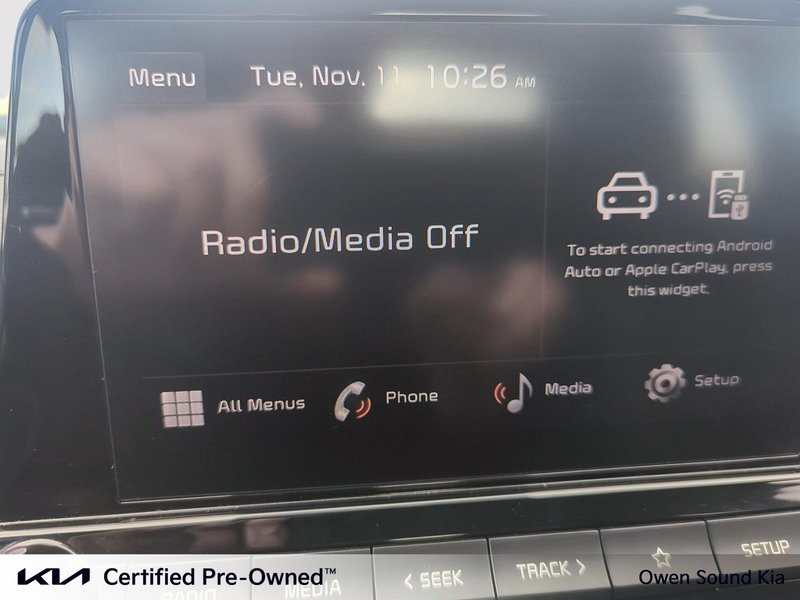 Menu
Tue, Nov. 11 10:26 AM
Radio/Media Off
To start connecting Android
Auto or Apple CarPlay, press
this widget.
All Menus
Phone
Media
Setup
RADIO
MEDIA
< SEEK
TRACK >
SETUP
KIA Certified Pre-Owned™
Owen Sound Kia